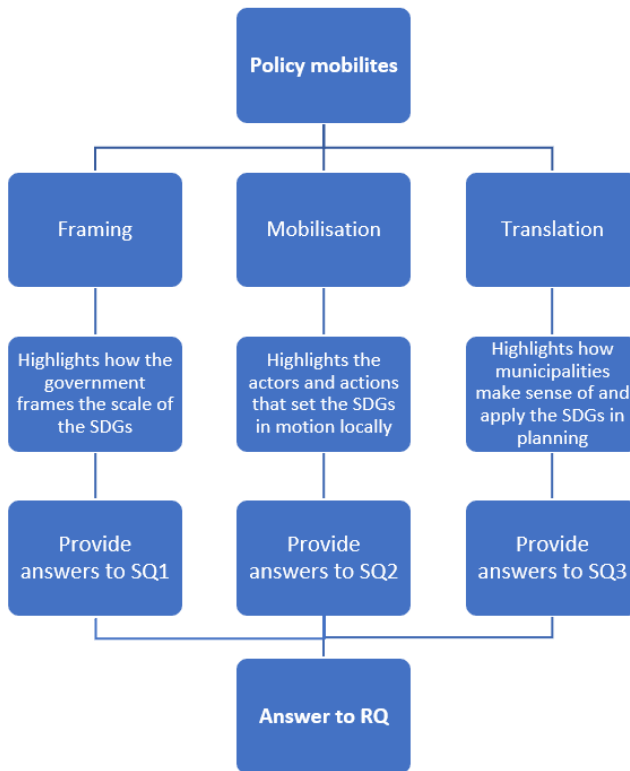 Policy mobilites
Framing
Mobilisation
Translation
Highlights how the
government
frames the scale of
the SDGs
Highlights the
actors and actions
that set the SDGs
in motion locally
Highlights how
municipalities
make sense of and
apply the SDGs in
planning
Provide
answers to SQ1
Provide
answers to SQ2
Provide
answers to SQ3
Answer to RQ